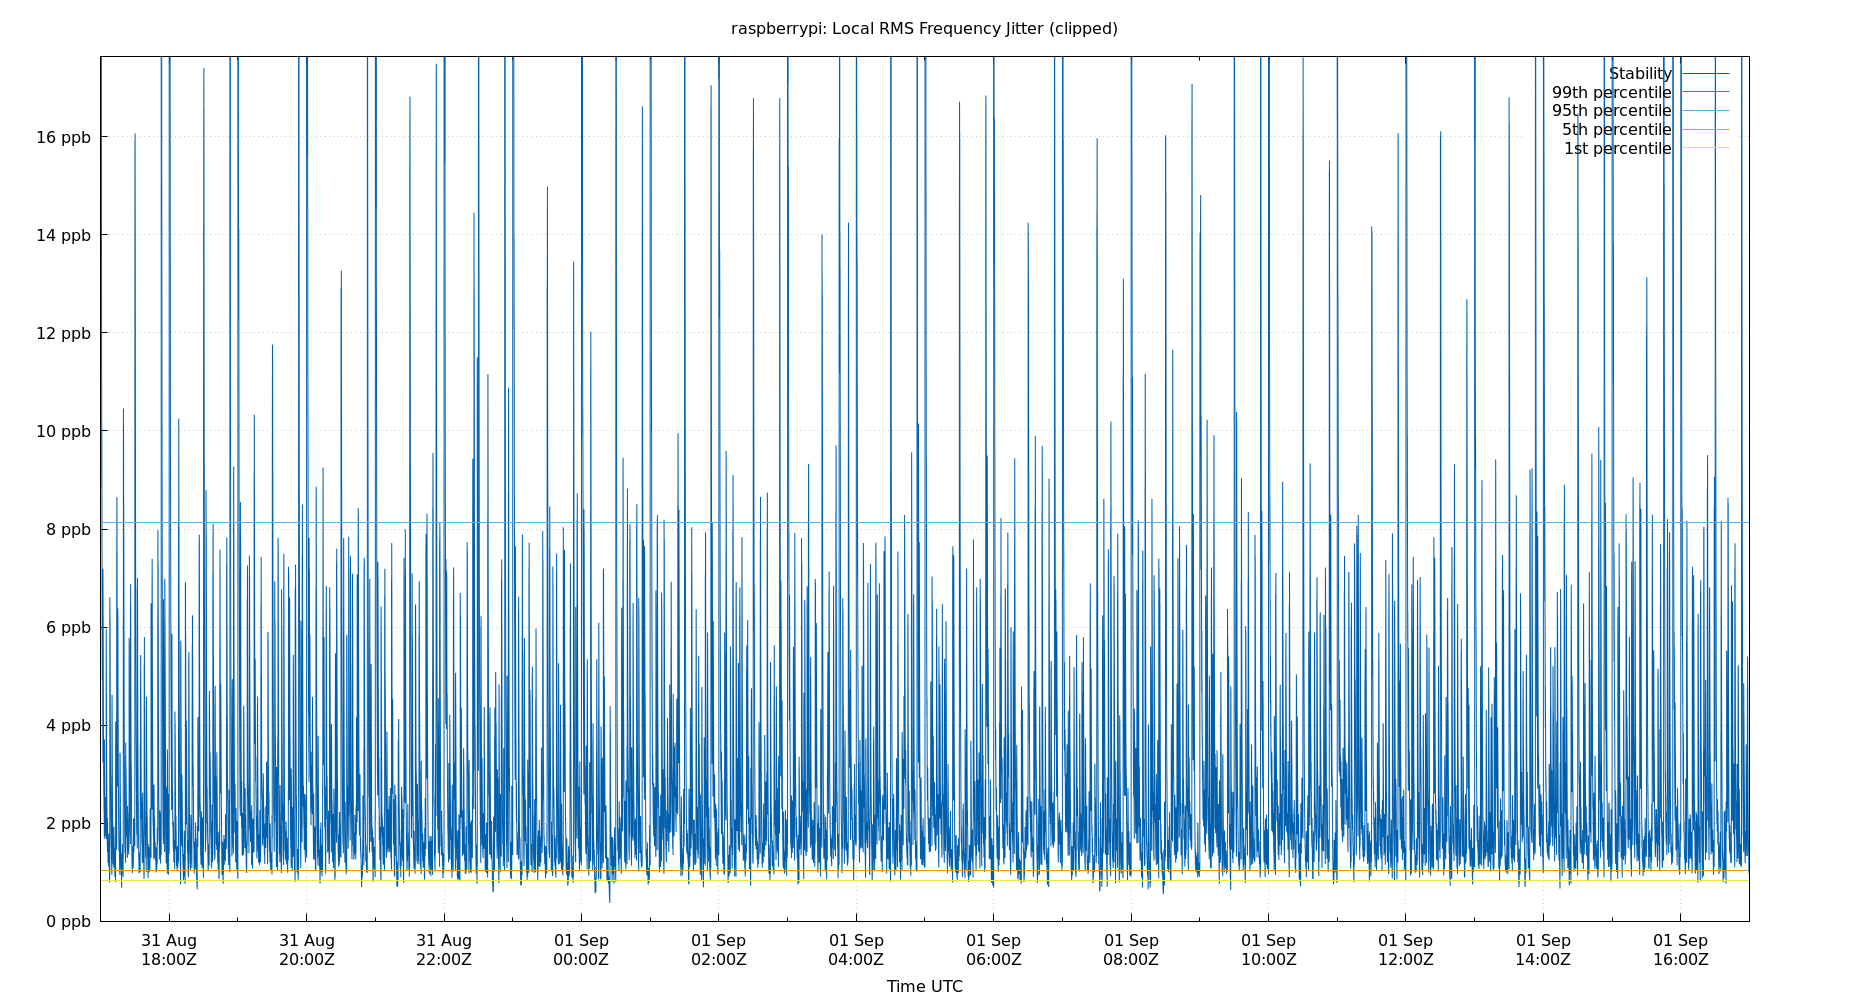 raspberrypi: Local RMS Frequency Jitter (clipped)
Stability
99th percentile
95th percentile
5th percentile
1st percentile
16 ppb
14 ppb
12 ppb
10 ppb
8 ppb
6 ppb
4 ppb
2 ppb
0 ppb
31 Aug 31 Aug 31 Aug 01 Sep 01 Sep 01 Sep 01 Sep 01 Sep 01 Sep 01 Sep 01 Sep 01 Sep
18:00Z 20:00Z 22:00Z 00:00Z 02:00Z 04:00Z 06:00Z 08:00Z 10:00Z 12:00Z 14:00Z 16:00Z
Time UTC